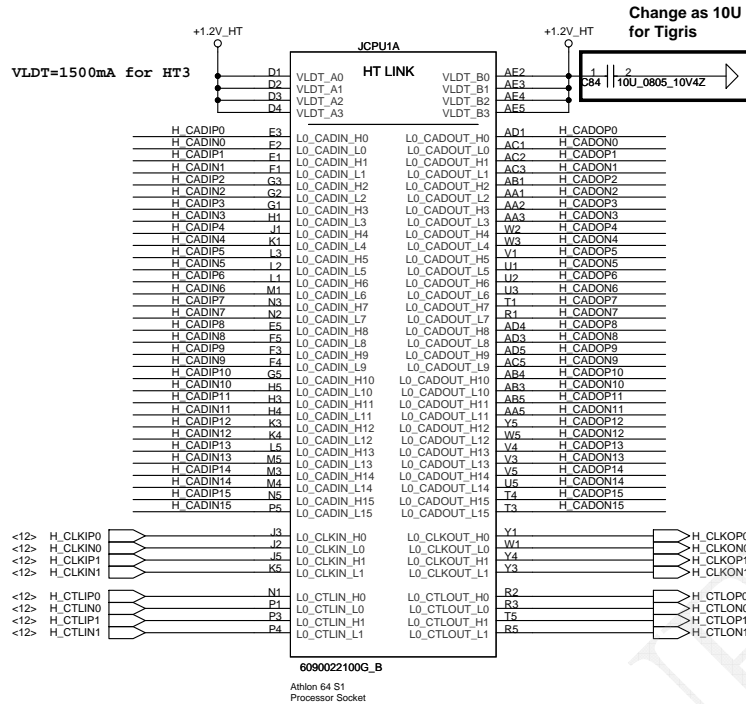 Change as 10U
for Tigris
+1.2V_HT
+1.2V_HT
JCPU1A
VLDT=1500mA for HT3
HT LINK
D1 VLDT_A0 VLDT_B0 AE2
D2 VLDT_A1 VLDT_B1 AE3
D3 VLDT_A2 VLDT_B2 AE4
D4 VLDT_A3 VLDT_B3 AE5
1 2
C84 10U_0805_10V4Z
H_CADIP0 E3 L0_CADIN_H0 L0_CADOUT_H0 AD1 H_CADOP0
H_CADIN0 E2 L0_CADIN_L0 L0_CADOUT_L0 AC1 H_CADON0
H_CADIP1 E1 L0_CADIN_H1 L0_CADOUT_H1 AC2 H_CADOP1
H_CADIN1 F1 L0_CADIN_L1 L0_CADOUT_L1 AC3 H_CADON1
H_CADIP2 G3 L0_CADIN_H2 L0_CADOUT_H2 AB1 H_CADOP2
H_CADIN2 G2 L0_CADIN_L2 L0_CADOUT_L2 AA1 H_CADON2
H_CADIP3 G1 L0_CADIN_H3 L0_CADOUT_H3 AA2 H_CADOP3
H_CADIN3 H1 L0_CADIN_L3 L0_CADOUT_L3 AA3 H_CADON3
H_CADIP4 J1 L0_CADIN_H4 L0_CADOUT_H4 W2 H_CADOP4
H_CADIN4 K1 L0_CADIN_L4 L0_CADOUT_L4 W3 H_CADON4
H_CADIP5 L3 L0_CADIN_H5 L0_CADOUT_H5 V1 H_CADOP5
H_CADIN5 L2 L0_CADIN_L5 L0_CADOUT_L5 U1 H_CADON5
H_CADIP6 L1 L0_CADIN_H6 L0_CADOUT_H6 U2 H_CADOP6
H_CADIN6 M1 L0_CADIN_L6 L0_CADOUT_L6 U3 H_CADON6
H_CADIP7 N3 L0_CADIN_H7 L0_CADOUT_H7 T1 H_CADOP7
H_CADIN7 N2 L0_CADIN_L7 L0_CADOUT_L7 R1 H_CADON7
H_CADIP8 E5 L0_CADIN_H8 L0_CADOUT_H8 AD4 H_CADOP8
H_CADIN8 F5 L0_CADIN_L8 L0_CADOUT_L8 AD3 H_CADON8
H_CADIP9 F3 L0_CADIN_H9 L0_CADOUT_H9 AD5 H_CADOP9
H_CADIN9 F4 L0_CADIN_L9 L0_CADOUT_L9 AC5 H_CADON9
H_CADIP10 G5 L0_CADIN_H10 L0_CADOUT_H10 AB4 H_CADOP10
H_CADIN10 H5 L0_CADIN_L10 L0_CADOUT_L10 AB3 H_CADON10
H_CADIP11 H3 L0_CADIN_H11 L0_CADOUT_H11 AB5 H_CADOP11
H_CADIN11 H4 L0_CADIN_L11 L0_CADOUT_L11 AA5 H_CADON11
H_CADIP12 K3 L0_CADIN_H12 L0_CADOUT_H12 Y5 H_CADOP12
H_CADIN12 K4 L0_CADIN_L12 L0_CADOUT_L12 W5 H_CADON12
H_CADIP13 L5 L0_CADIN_H13 L0_CADOUT_H13 V4 H_CADOP13
H_CADIN13 M5 L0_CADIN_L13 L0_CADOUT_L13 V3 H_CADON13
H_CADIP14 M3 L0_CADIN_H14 L0_CADOUT_H14 V5 H_CADOP14
H_CADIN14 M4 L0_CADIN_L14 L0_CADOUT_L14 U5 H_CADON14
H_CADIP15 N5 L0_CADIN_H15 L0_CADOUT_H15 T4 H_CADOP15
H_CADIN15 P5 L0_CADIN_L15 L0_CADOUT_L15 T3 H_CADON15
<12> H_CLKIP0 J3 L0_CLKIN_H0 L0_CLKOUT_H0 Y1 H_CLKOP0
<12> H_CLKIN0 J2 L0_CLKIN_L0 L0_CLKOUT_L0 W1 H_CLKON0
<12> H_CLKIP1 J5 L0_CLKIN_H1 L0_CLKOUT_H1 Y4 H_CLKOP1
<12> H_CLKIN1 K5 L0_CLKIN_L1 L0_CLKOUT_L1 Y3 H_CLKON1
<12> H_CTLIP0 N1 L0_CTLIN_H0 L0_CTLOUT_H0 R2 H_CTLOP0
<12> H_CTLIN0 P1 L0_CTLIN_L0 L0_CTLOUT_L0 R3 H_CTLON0
<12> H_CTLIP1 P3 L0_CTLIN_H1 L0_CTLOUT_H1 T5 H_CTLOP1
<12> H_CTLIN1 P4 L0_CTLIN_L1 L0_CTLOUT_L1 R5 H_CTLON1
6090022100G_B
Athlon 64 S1
Processor Socket